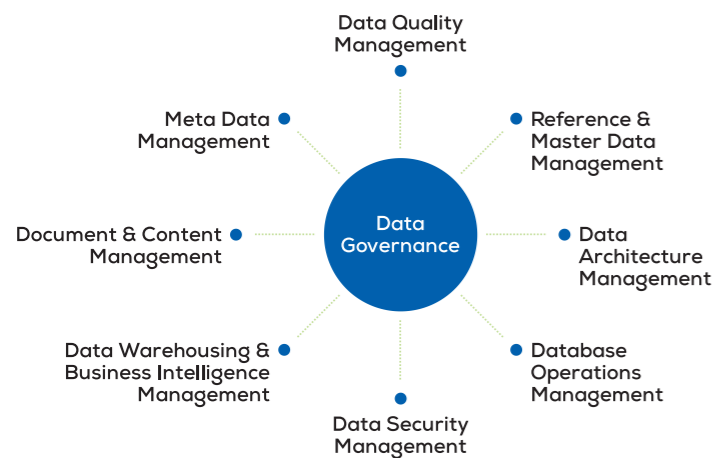 Data Quality
Management
Meta Data
Management
Reference &
Master Data
Management
Document & Content
Management
Data
Governance
Data
Architecture
Management
Data Warehousing &
Business Intelligence
Management
Database
Operations
Management
Data Security
Management